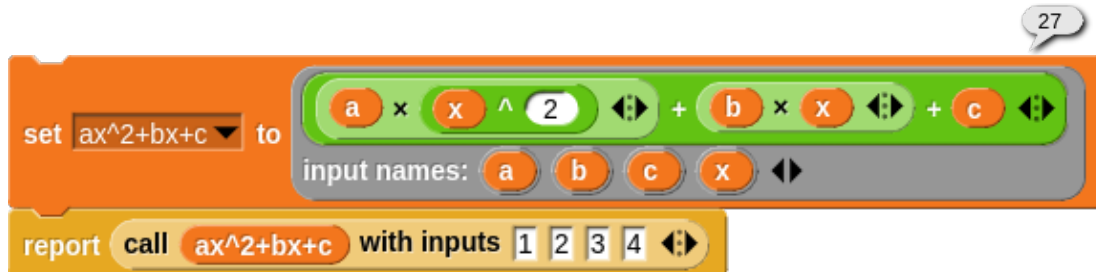 27
set ax^2+bx+c to a × x ^ 2 + b × x + c
input names: a b c x
report call ax^2+bx+c with inputs 1 2 3 4